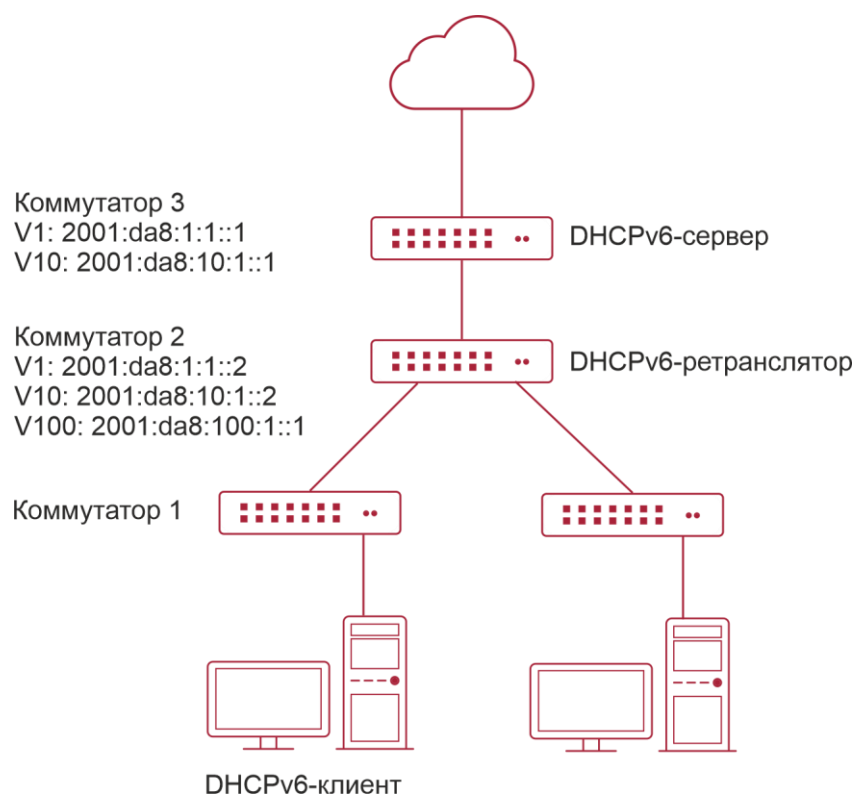 Коммутатор 3
V1: 2001:da8:1:1::1
V10: 2001:da8:10:1::1
DHCPv6-сервер
Коммутатор 2
V1: 2001:da8:1:1::2
V10: 2001:da8:10:1::2
V100: 2001:da8:100:1::1
DHCPv6-ретранслятор
Коммутатор 1
DHCPv6-клиент